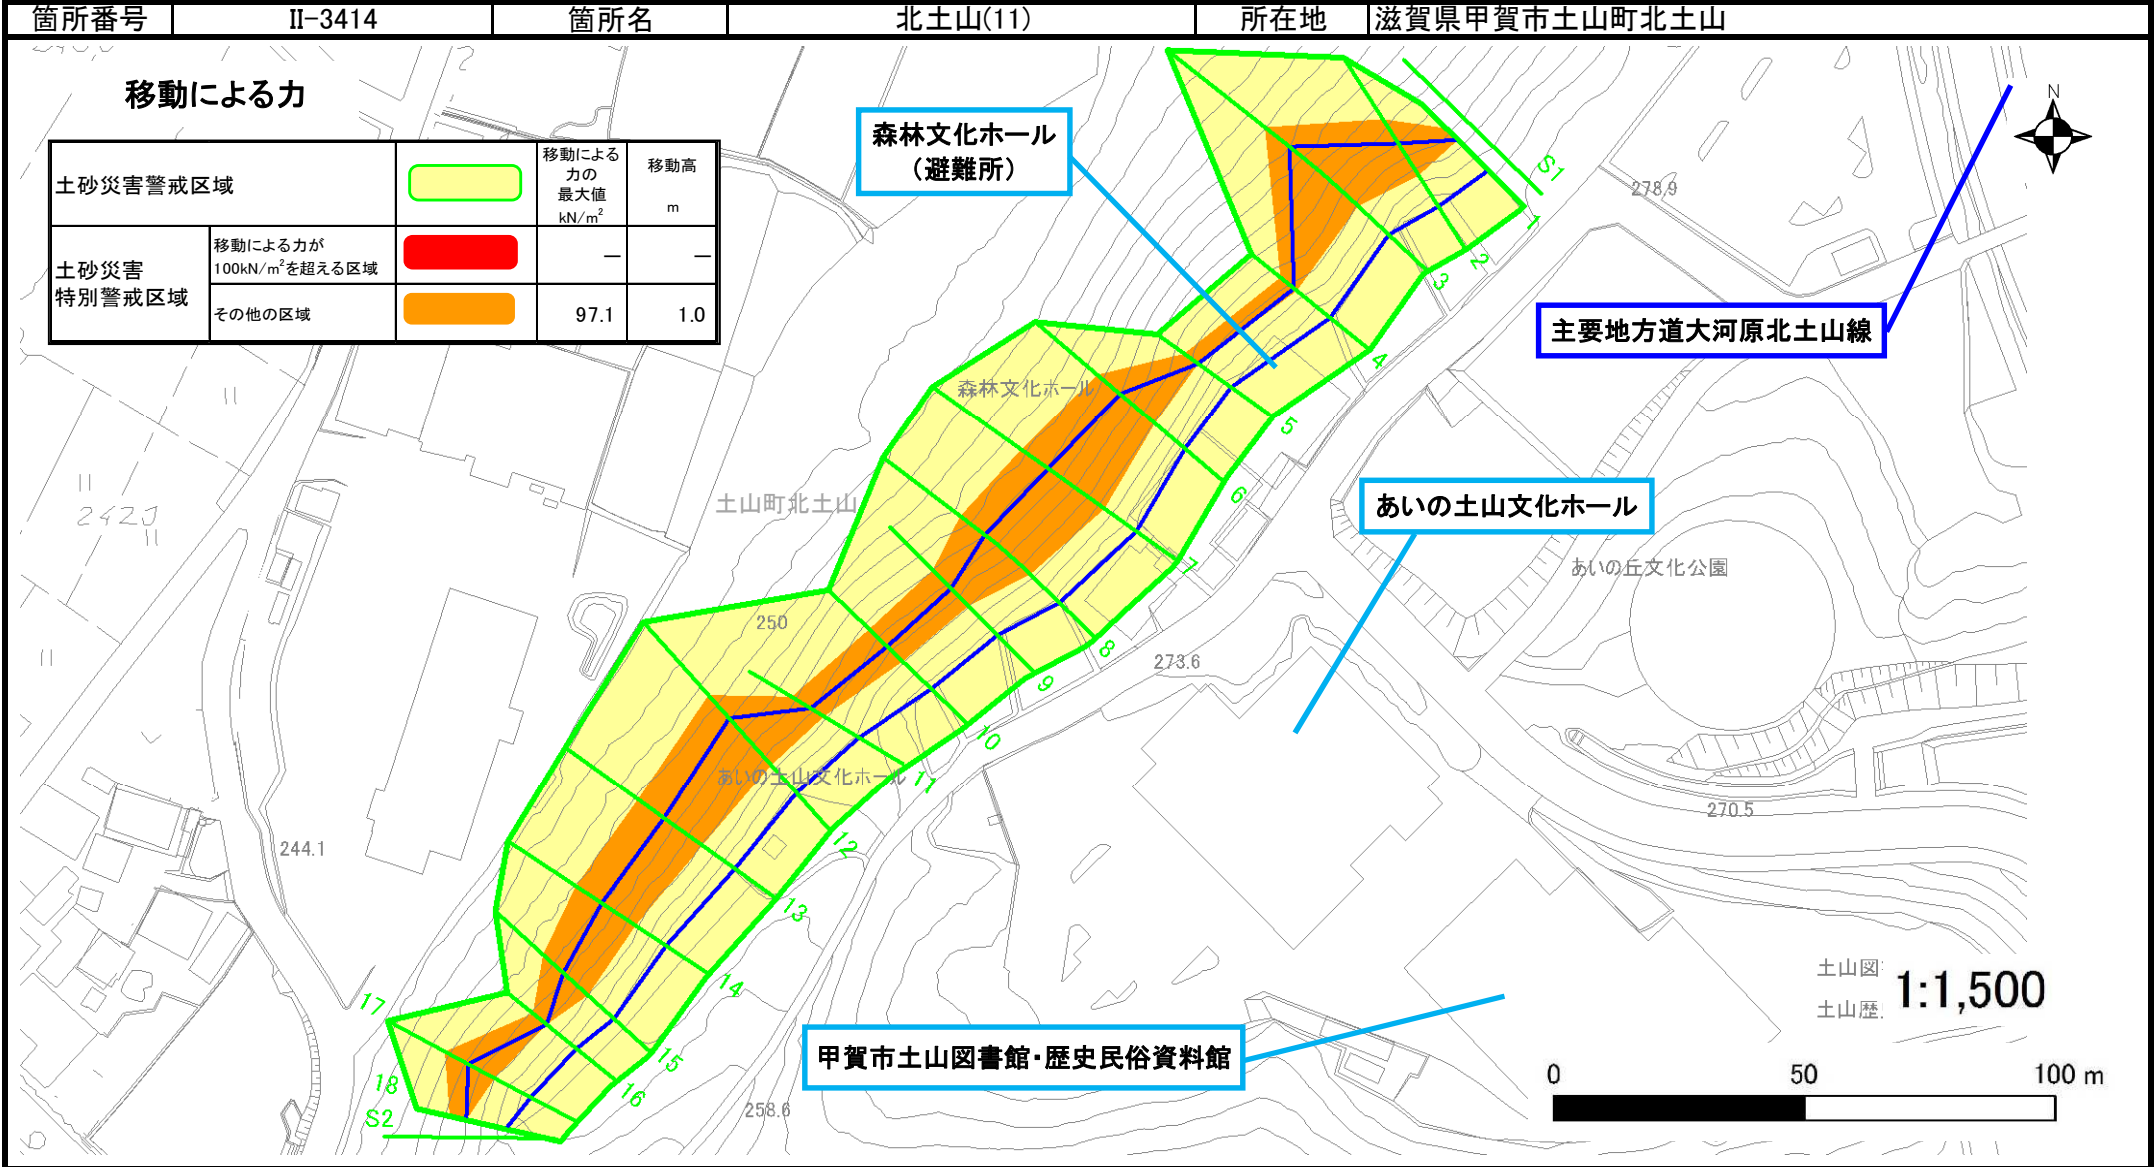 箇所番号 II-3414 箇所名 北土山(11) 所在地 滋賀県甲賀市土山町北土山
移動による力
土砂災害警戒区域
移動による
力の
最大値
kN/m²
移動高
m
土砂災害
特別警戒区域
移動による力が
100kN/m²を超える区域
— —
その他の区域
97.1 1.0
森林文化ホール
（避難所）
主要地方道大河原北土山線
あいの土山文化ホール
甲賀市土山図書館・歴史民俗資料館
N
S1
1
2
3
4
5
6
7
8
9
10
11
12
13
14
15
16
17
18
S2
278.9
森林文化ホール
土山町北土山
あいの丘文化公園
250
273.6
あいの土山文化ホール
270.5
244.1
258.6
土山図
土山歴
1:1,500
0 50 100 m